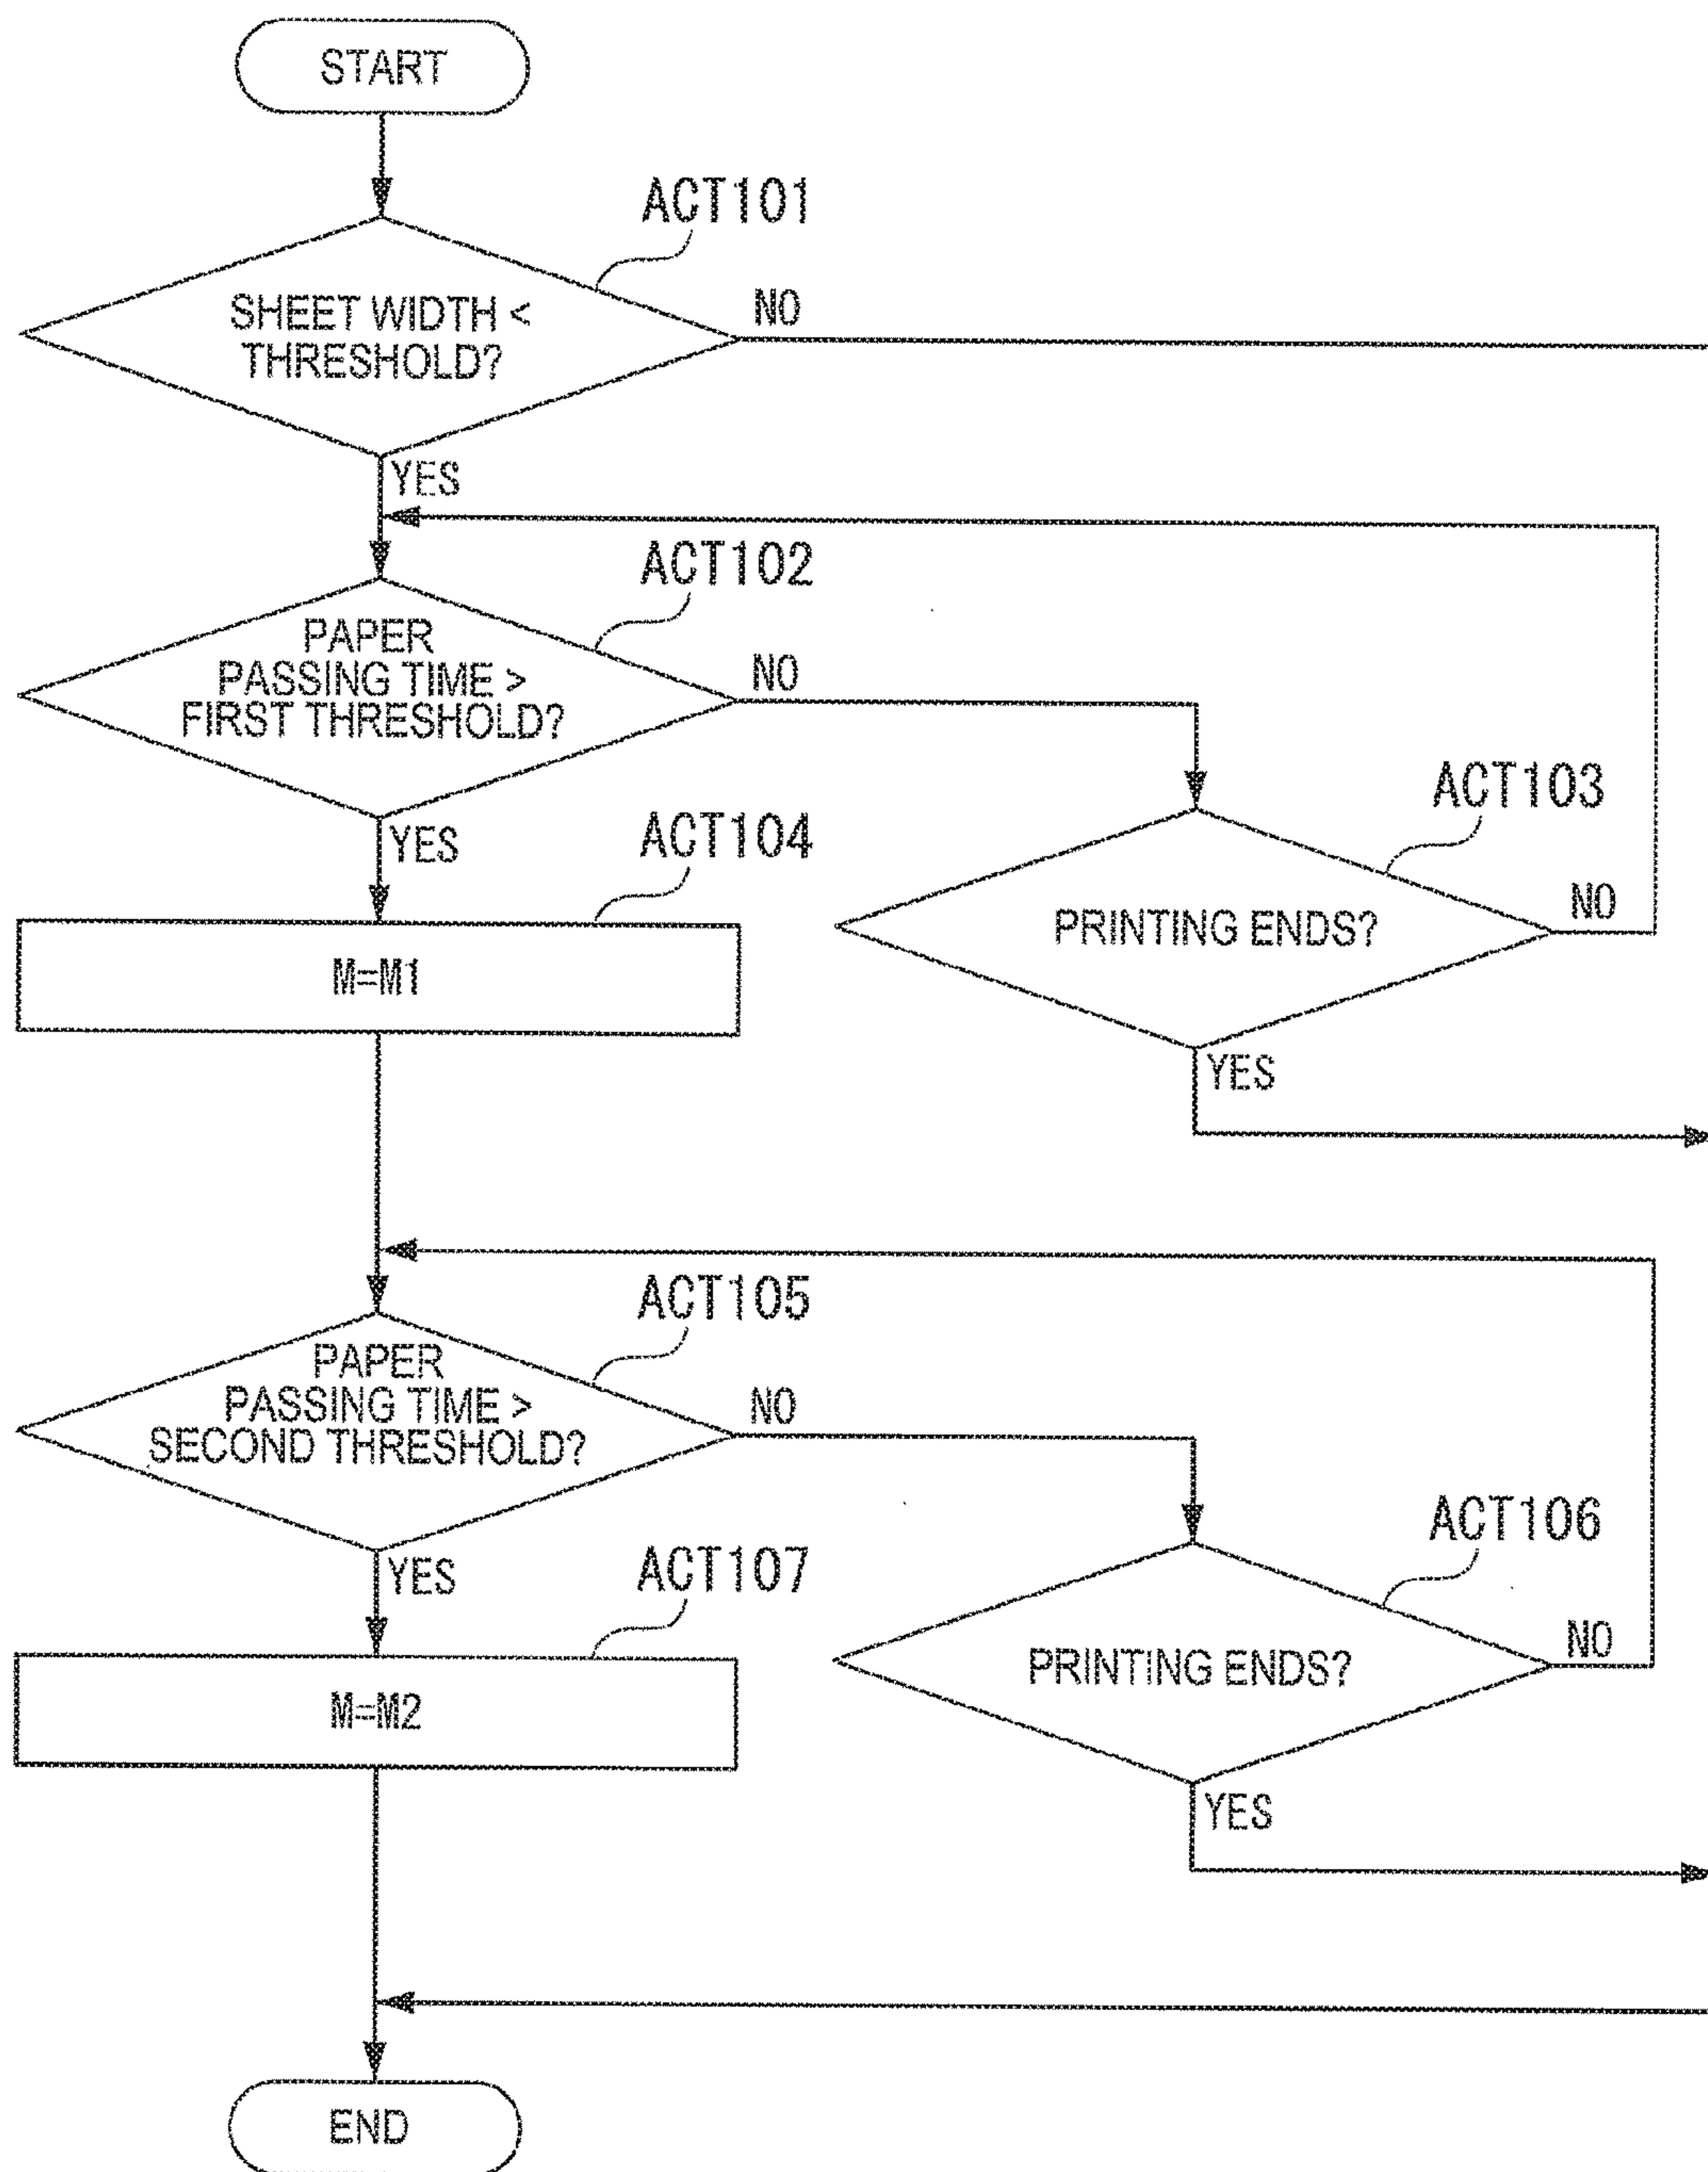 START
ACT101
SHEET WIDTH <
THRESHOLD?
NO
YES
ACT102
PAPER
PASSING TIME >
FIRST THRESHOLD?
NO
YES
ACT103
PRINTING ENDS?
NO
YES
ACT104
M=M1
ACT105
PAPER
PASSING TIME >
SECOND THRESHOLD?
NO
YES
ACT106
PRINTING ENDS?
NO
YES
ACT107
M=M2
END